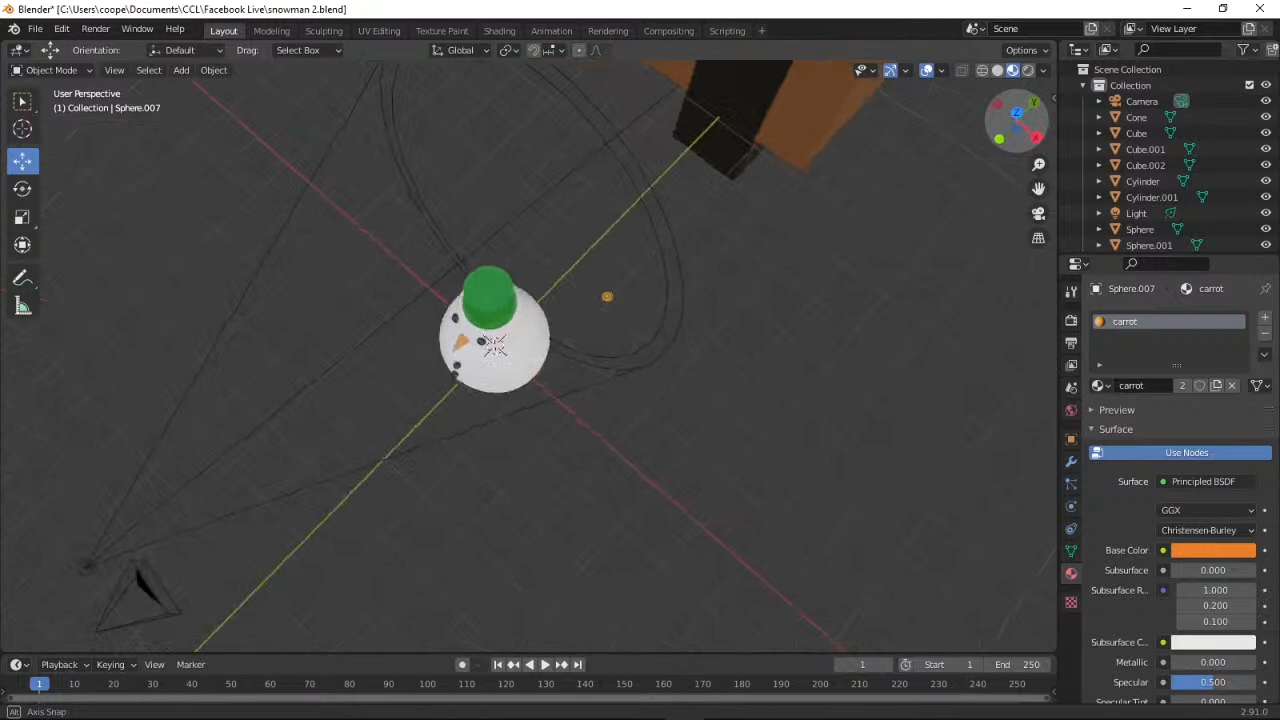 Blender* [C:\Users\coope\Documents\CCL\Facebook Live\snowman 2.blend]
File Edit Render Window Help Layout Modeling Sculpting UV Editing Texture Paint Shading Animation Rendering Compositing Scripting + Scene View Layer
Orientation: Default Drag: Select Box Global Options
Object Mode View Select Add Object
User Perspective
(1) Collection | Sphere.007
Z
Y
X
Scene Collection
Collection
Camera
Cone
Cube
Cube.001
Cube.002
Cylinder
Cylinder.001
Light
Sphere
Sphere.001
Sphere.007 carrot
carrot
carrot 2
Preview
Surface
Use Nodes
Surface Principled BSDF
GGX
Christensen-Burley
Base Color
Subsurface 0.000
Subsurface R... 1.000
0.200
0.100
Subsurface C...
Metallic 0.000
Specular 0.500
Specular Tint 0.000
Playback Keying View Marker 1 Start 1 End 250
1 10 20 30 40 50 60 70 80 90 100 110 120 130 140 150 160 170 180 190 200 210 220 230 240 250
Alt Axis Snap 2.91.0